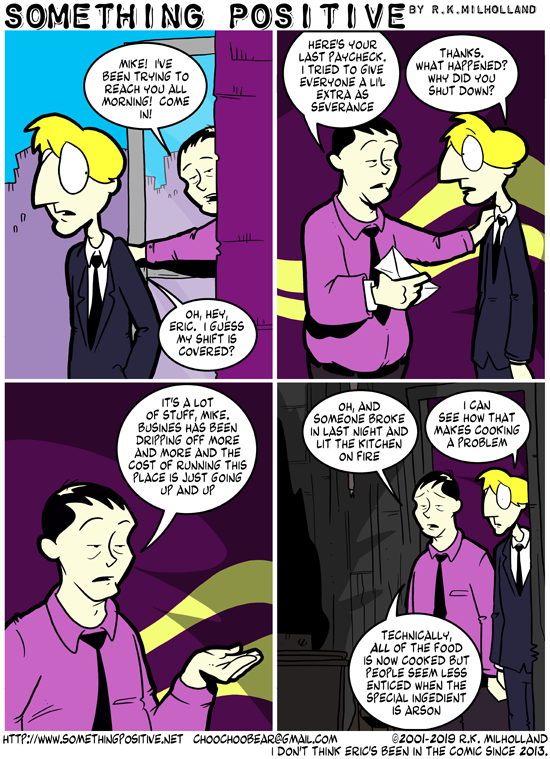 SOMETHING POSITIVE BY R.K.MILHOLLAND
MIKE! I'VE
BEEN TRYING TO
REACH YOU ALL
MORNING! COME
IN!
OH, HEY,
ERIC. I GUESS
MY SHIFT IS
COVERED?
HERE'S YOUR
LAST PAYCHECK.
I TRIED TO GIVE
EVERYONE A LI'L
EXTRA AS
SEVERANCE
THANKS.
WHAT HAPPENED?
WHY DID YOU
SHUT DOWN?
IT'S A LOT
OF STUFF, MIKE.
BUSINES HAS BEEN
DRIPPING OFF MORE
AND MORE AND THE
COST OF RUNNING THIS
PLACE IS JUST GOING
UP AND UP
OH, AND
SOMEONE BROKE
IN LAST NIGHT AND
LIT THE KITCHEN
ON FIRE
I CAN
SEE HOW THAT
MAKES COOKING
A PROBLEM
TECHNICALLY,
ALL OF THE FOOD
IS NOW COOKED BUT
PEOPLE SEEM LESS
ENTICED WHEN THE
SPECIAL INGEDIENT
IS ARSON
HTTP://WWW.SOMETHINGPOSITIVE.NET CHOOCHOOBEAR@GMAIL.COM ©2001-2019 R.K. MILHOLLAND
I DON'T THINK ERIC'S BEEN IN THE COMIC SINCE 2013.